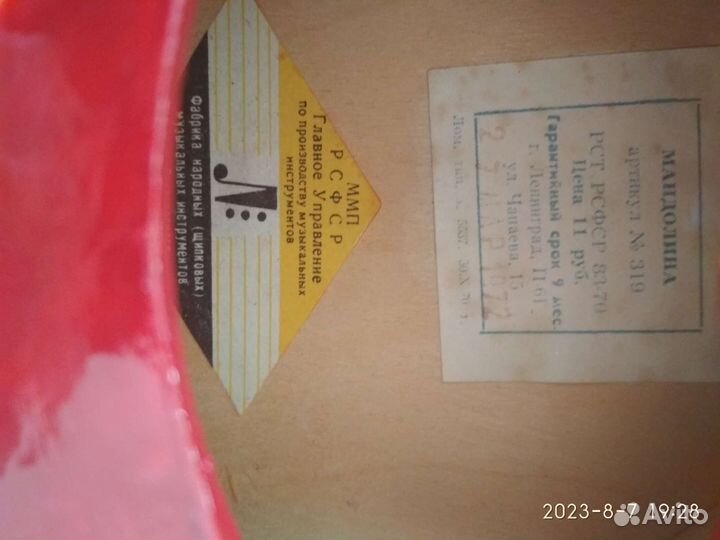 ММП
Р С Ф С Р
Главное Управление
по производству музыкальных
инструментов
Фабрика народных (щипковых)
музыкальных инструментов
МАНДОЛИНА
артикул № 319
РСТ. РСФСР 83-70
Цена 11 руб.
Гарантийный срок 9 мес.
г. Ленинград, П-61
ул. Чапаева, 15
МАР 1972
2023-8-7 19:28
Avito